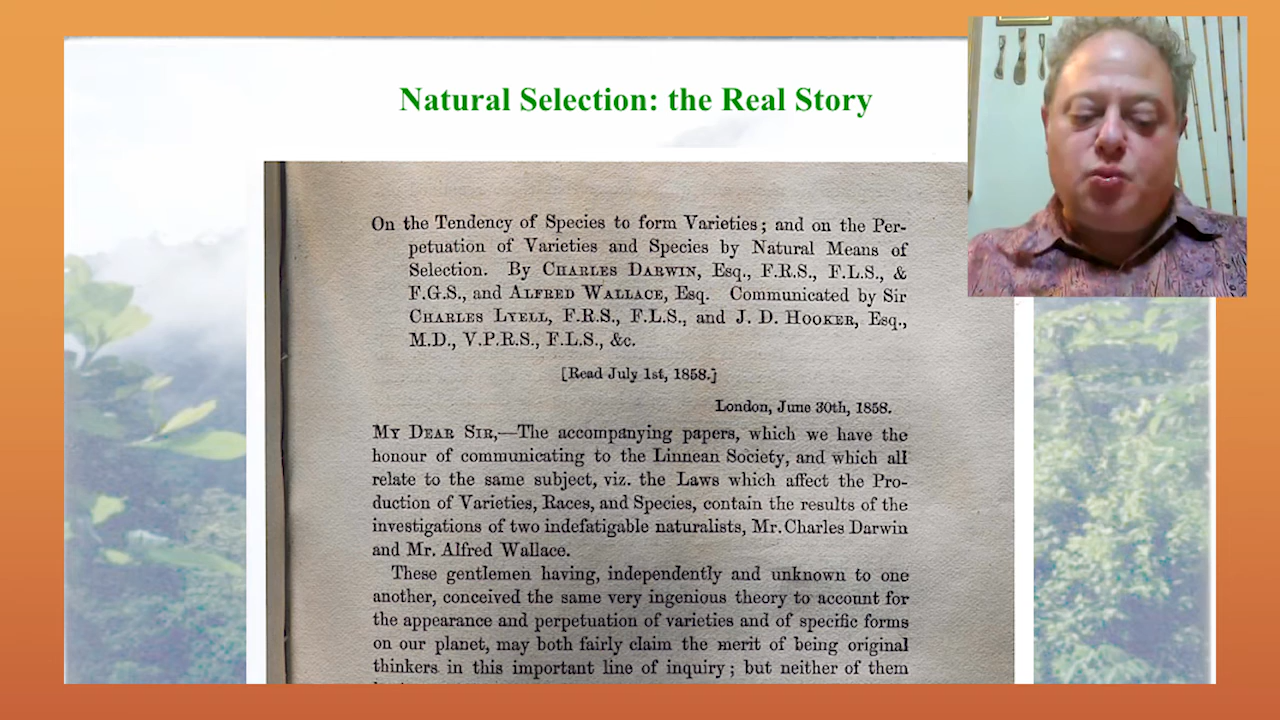 Natural Selection: the Real Story
On the Tendency of Species to form Varieties; and on the Per-
petuation of Varieties and Species by Natural Means of
Selection. By CHARLES DARWIN, Esq., F.R.S., F.L.S., &
F.G.S., and ALFRED WALLACE, Esq. Communicated by Sir
CHARLES LYELL, F.R.S., F.L.S., and J. D. HOOKER, Esq.,
M.D., V.P.R.S., F.L.S., &c.
[Read July 1st, 1858.]
London, June 30th, 1858.
MY DEAR SIR,—The accompanying papers, which we have the
honour of communicating to the Linnean Society, and which all
relate to the same subject, viz. the Laws which affect the Pro-
duction of Varieties, Races, and Species, contain the results of the
investigations of two indefatigable naturalists, Mr. Charles Darwin
and Mr. Alfred Wallace.
These gentlemen having, independently and unknown to one
another, conceived the same very ingenious theory to account for
the appearance and perpetuation of varieties and of specific forms
on our planet, may both fairly claim the merit of being original
thinkers in this important line of inquiry; but neither of them